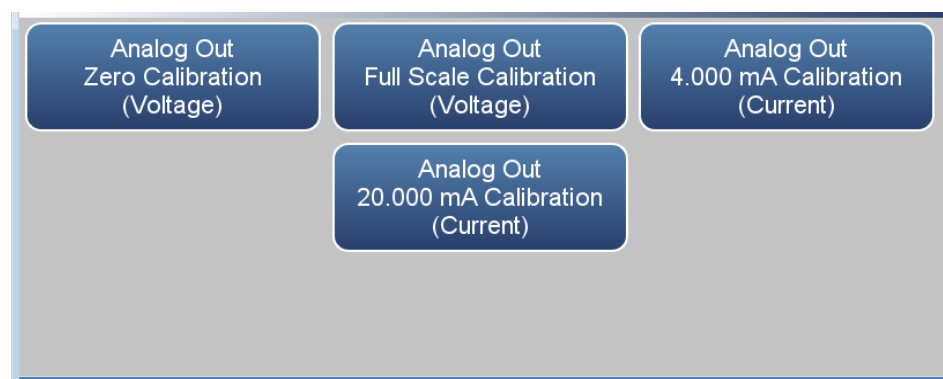 Analog Out
Zero Calibration
(Voltage)
Analog Out
Full Scale Calibration
(Voltage)
Analog Out
4.000 mA Calibration
(Current)
Analog Out
20.000 mA Calibration
(Current)